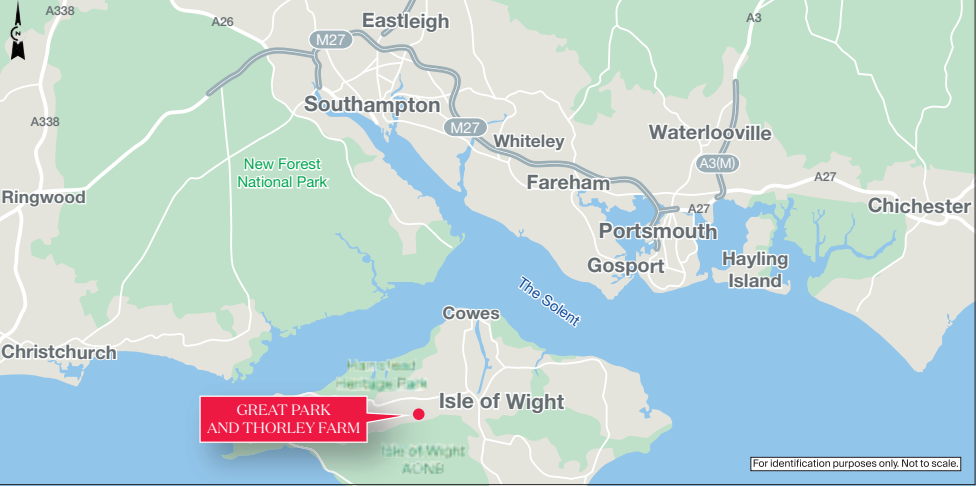 A338
A26
Eastleigh
A3
M27
Southampton
A338
M27
Whiteley
Waterlooville
A3(M)
New Forest
National Park
Fareham
A27
Ringwood
A27
Chichester
Portsmouth
Gosport
Hayling
Island
The Solent
Cowes
Christchurch
Heritage Park
Isle of Wight
GREAT PARK
AND THORLEY FARM
Isle of Wight
AONB
For identification purposes only. Not to scale.